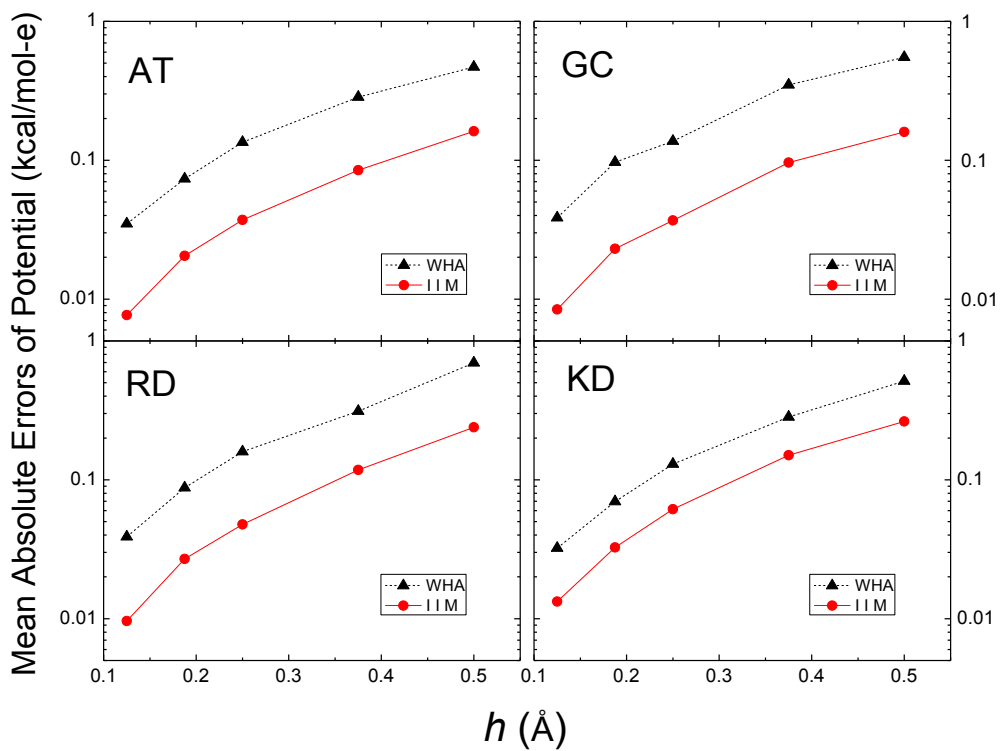 Mean Absolute Errors of Potential (kcal/mol-e)
1
0.1
0.01
1
0.1
0.01
AT
WHA
I I M
GC
WHA
I I M
1
0.1
0.01
1
0.1
0.01
RD
WHA
I I M
KD
WHA
I I M
0.1 0.2 0.3 0.4 0.5
0.1 0.2 0.3 0.4 0.5
h (Å)